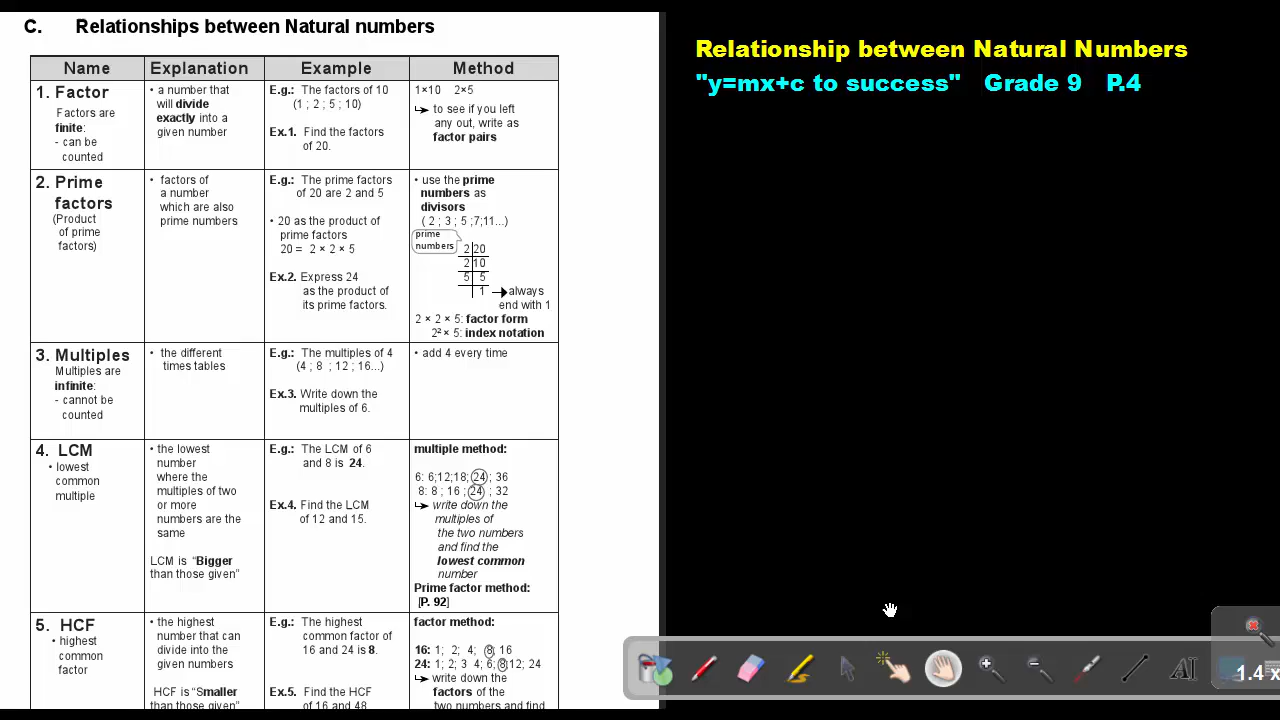 C. Relationships between Natural numbers
Name Explanation Example Method
1. Factor
Factors are
finite:
- can be
counted
• a number that
will divide
exactly into a
given number
E.g.: The factors of 10
(1 ; 2 ; 5 ; 10)
Ex.1. Find the factors
of 20.
1×10 2×5
to see if you left
any out, write as
factor pairs
2. Prime
factors
(Product
of prime
factors)
• factors of
a number
which are also
prime numbers
E.g.: The prime factors
of 20 are 2 and 5
• 20 as the product of
prime factors
20 = 2 × 2 × 5
Ex.2. Express 24
as the product of
its prime factors.
• use the prime
numbers as
divisors
( 2 ; 3 ; 5 ;7;11...)
prime
numbers
2 20
2 10
5 5
1 always
end with 1
2 × 2 × 5: factor form
2² × 5: index notation
3. Multiples
Multiples are
infinite:
- cannot be
counted
• the different
times tables
E.g.: The multiples of 4
(4 ; 8 ; 12 ; 16...)
Ex.3. Write down the
multiples of 6.
• add 4 every time
4. LCM
• lowest
common
multiple
• the lowest
number
where the
multiples of two
or more
numbers are the
same
LCM is “Bigger
than those given”
E.g.: The LCM of 6
and 8 is 24.
Ex.4. Find the LCM
of 12 and 15.
multiple method:
6: 6;12;18; 24 ; 36
8: 8 ; 16 ; 24 ; 32
write down the
multiples of
the two numbers
and find the
lowest common
number
Prime factor method:
[P. 92]
5. HCF
• highest
common
factor
• the highest
number that can
divide into the
given numbers
HCF is “Smaller
than those given”
E.g.: The highest
common factor of
16 and 24 is 8.
Ex.5. Find the HCF
of 16 and 48.
factor method:
16: 1; 2; 4; 8; 16
24: 1; 2; 3 4; 6; 8 12; 24
write down the
factors of the
two numbers and find
Relationship between Natural Numbers
"y=mx+c to success" Grade 9 P.4
1.4 x